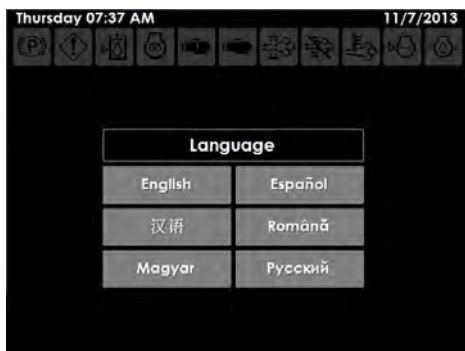 Thursday 07:37 AM 11/7/2013
Language
English Español
汉语 Română
Magyar Русский